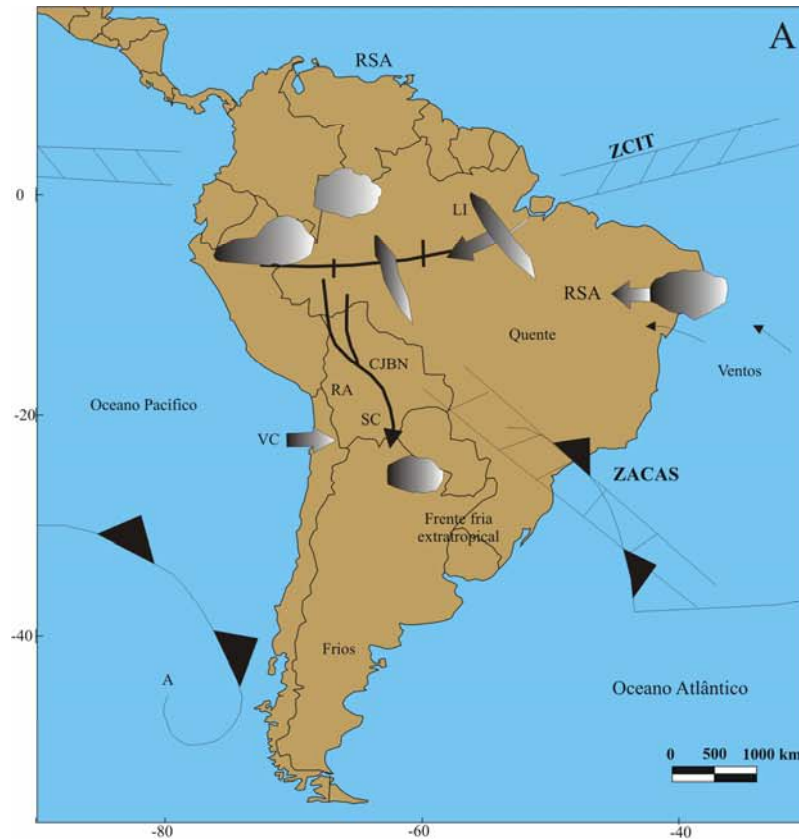 A
RSA
ZCIT
0
LI
RSA
Quente
CJBN
Ventos
RA
Oceano Pacífico
SC
-20
VC
ZACAS
Frente fria
extratropical
-40
Frios
A
Oceano Atlântico
0 500 1000 km
-80 -60 -40